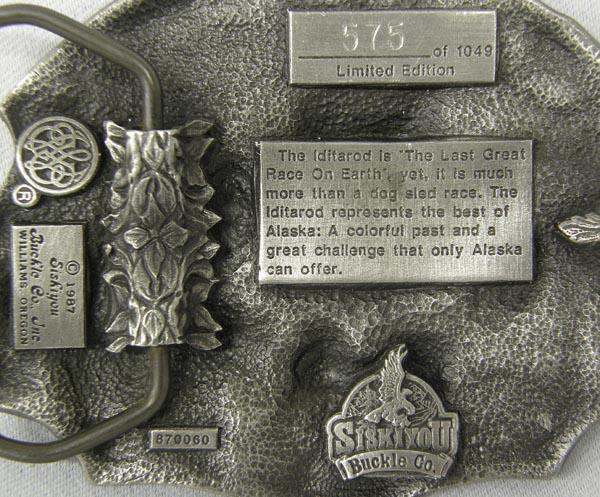 575 of 1049
Limited Edition
The Iditarod is "The Last Great
Race On Earth", yet, it is much
more than a dog sled race. The
Iditarod represents the best of
Alaska: A colorful past and a
great challenge that only Alaska
can offer.
®
© 1987
Siskiyou
Buckle Co. Inc.
WILLIAMS, OREGON
870060
SISKIYOU
Buckle Co.